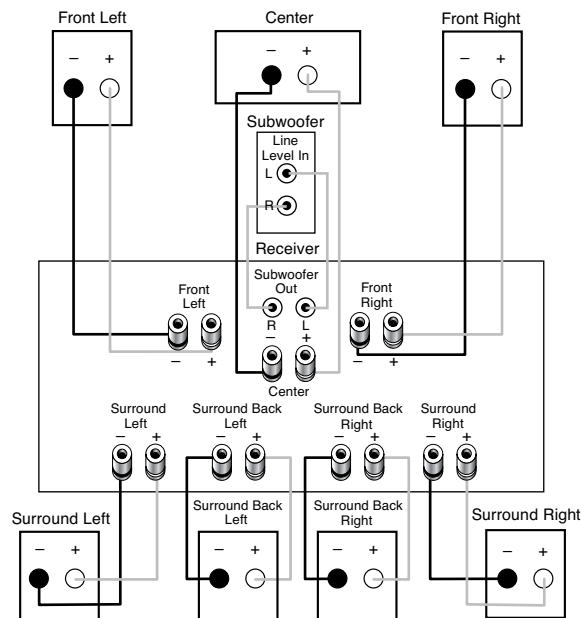 Front Left
Center
Front Right
– +
– +
– +
Subwoofer
Line
Level In
L
R
Receiver
Subwoofer
Out
Front
Left
Front
Right
R L
– +
– +
– +
Center
Surround
Left
Surround Back
Left
Surround Back
Right
Surround
Right
– +
– +
– +
– +
Surround Left
Surround Back
Left
Surround Back
Right
Surround Right
– +
– +
– +
– +